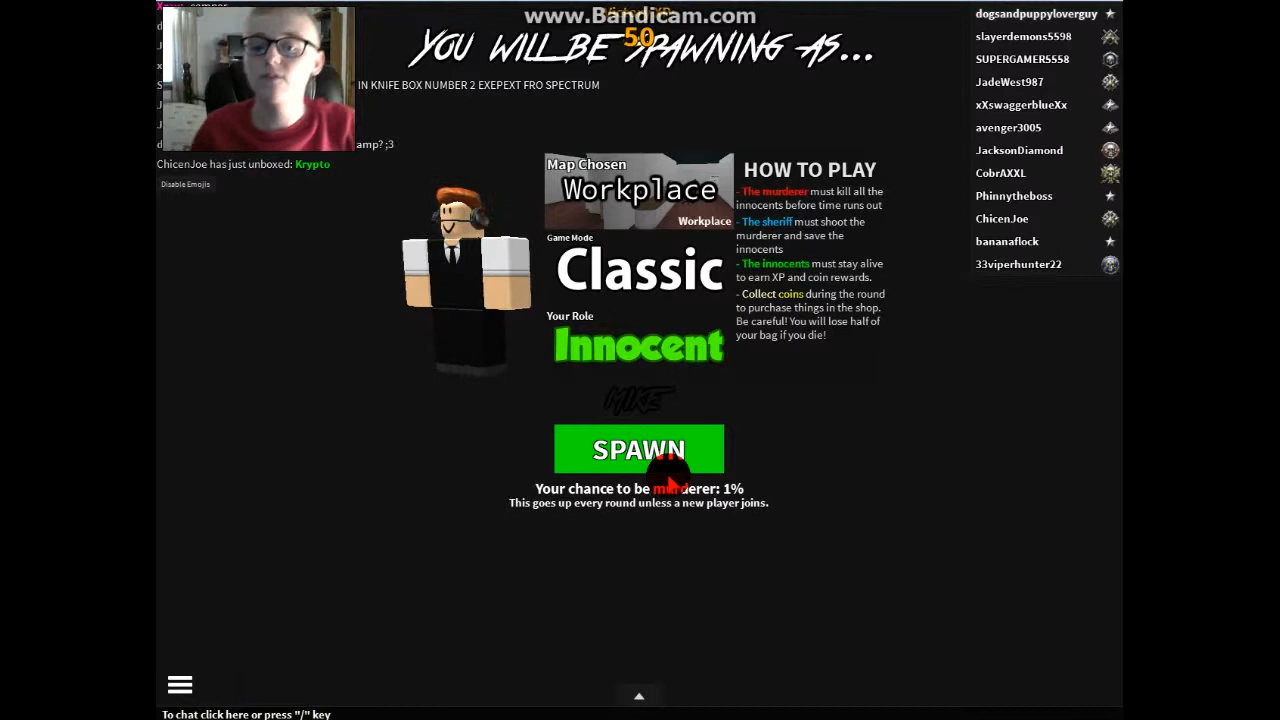 www.Bandicam.com
50
YOU WILL BE SPAWNING AS...
IN KNIFE BOX NUMBER 2 EXEPEXT FRO SPECTRUM
amp? ;3
ChicenJoe has just unboxed: Krypto
Disable Emojis
Map Chosen
Workplace
Workplace
Game Mode
Classic
Your Role
Innocent
MIKE
SPAWN
Your chance to be murderer: 1%
This goes up every round unless a new player joins.
HOW TO PLAY
- The murderer must kill all the
innocents before time runs out
- The sheriff must shoot the
murderer and save the
innocents
- The innocents must stay alive
to earn XP and coin rewards.
- Collect coins during the round
to purchase things in the shop.
Be careful! You will lose half of
your bag if you die!
dogsandpuppyloverguy
slayerdemons5598
SUPERGAMER5558
JadeWest987
xXswaggerblueXx
avenger3005
JacksonDiamond
CobrAXXL
Phinnytheboss
ChicenJoe
bananaflock
33viperhunter22
To chat click here or press "/" key